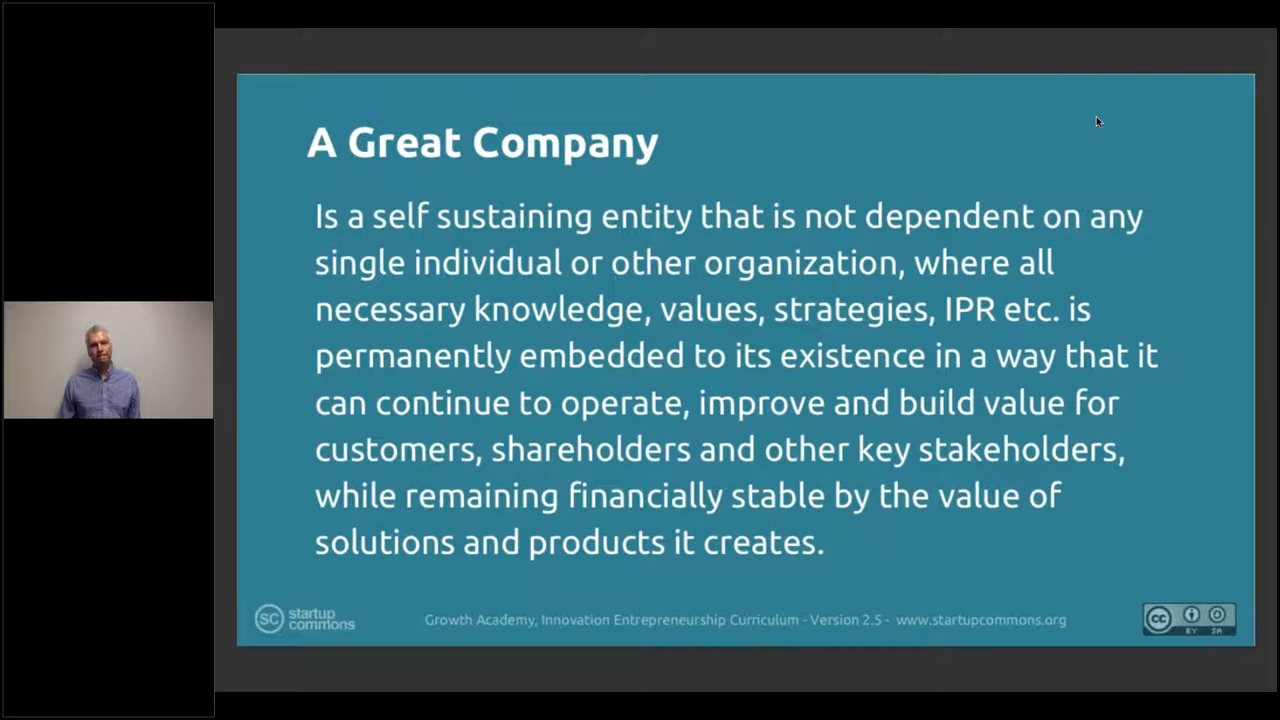 A Great Company
Is a self sustaining entity that is not dependent on any
single individual or other organization, where all
necessary knowledge, values, strategies, IPR etc. is
permanently embedded to its existence in a way that it
can continue to operate, improve and build value for
customers, shareholders and other key stakeholders,
while remaining financially stable by the value of
solutions and products it creates.
SC startup
commons
Growth Academy, Innovation Entrepreneurship Curriculum - Version 2.5 - www.startupcommons.org
cc
BY SA